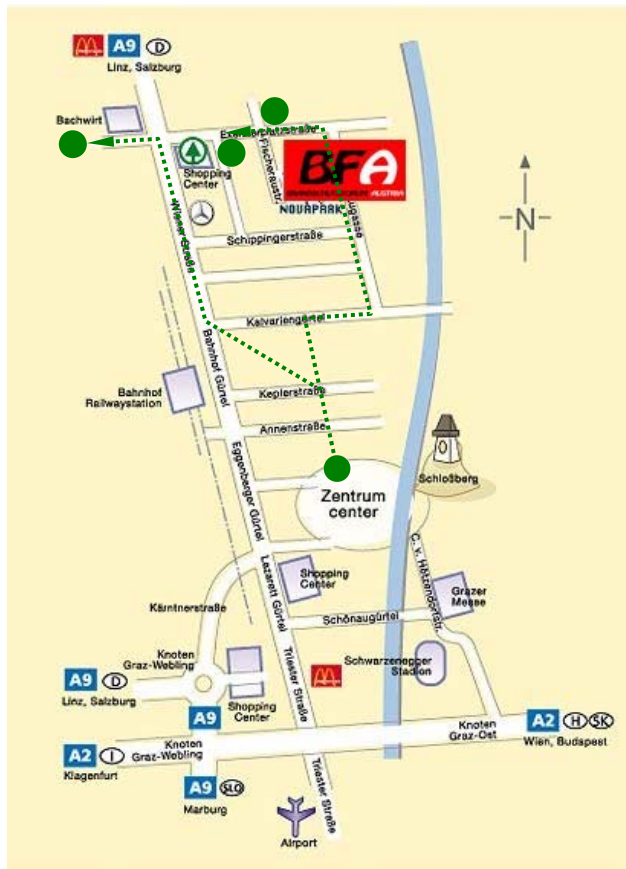 A9 D
Linz, Salzburg
Bachwirt
Shopping
Center
BFA
AUSTRIA
NOVAPARK
Wiener Straße
Schippingerstraße
N
Kalvariengürtel
Bahnhof Gürtel
Bahnhof
Railwaystation
Keplerstraße
Annenstraße
Eggenberger Gürtel
Schloßberg
Zentrum
center
C. v. Hötzendorfstr.
Lazarett Gürtel
Shopping
Center
Grazer
Messe
Kärntnerstraße
Schönaugürtel
Knoten
Graz-Webling
Triester Straße
Schwarzenegger
Stadion
A9 D
Linz, Salzburg
Shopping
Center
A9
Knoten
Graz-Ost
A2 H SK
Wien, Budapest
A2 I
Klagenfurt
Knoten
Graz-Webling
A9 SLO
Marburg
Triester Straße
Airport